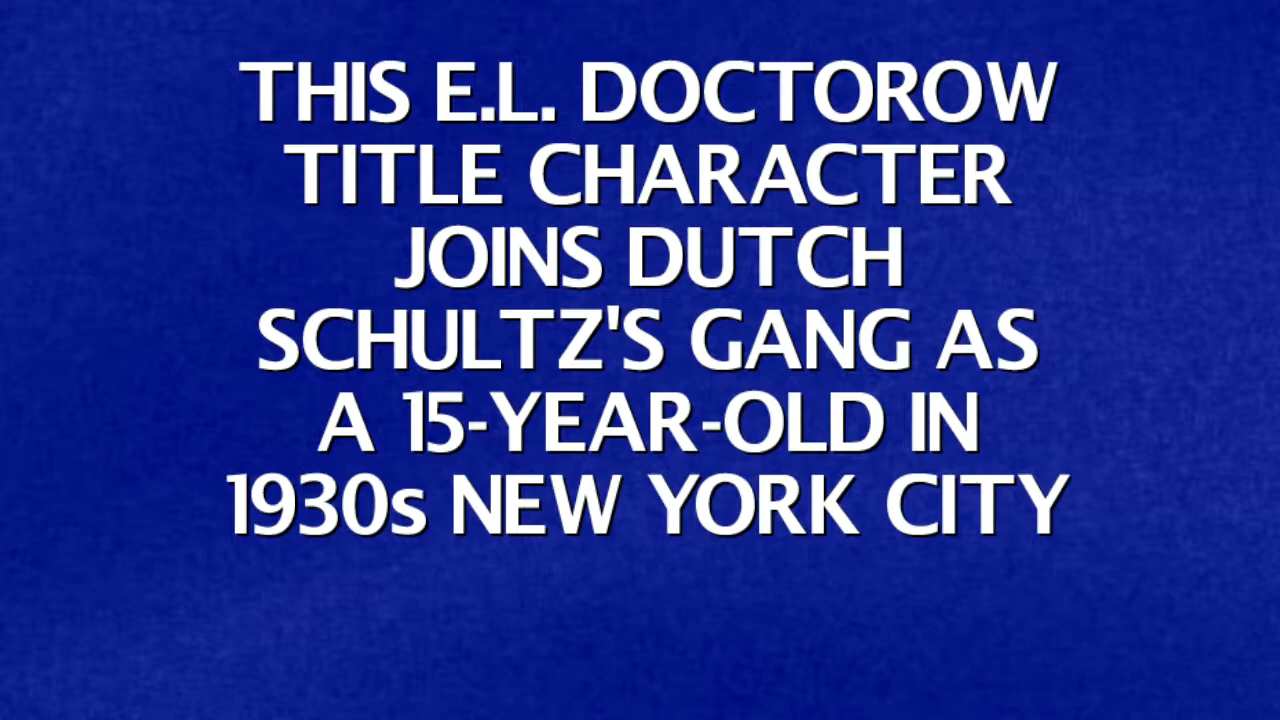 THIS E.L. DOCTOROW
TITLE CHARACTER
JOINS DUTCH
SCHULTZ'S GANG AS
A 15-YEAR-OLD IN
1930s NEW YORK CITY